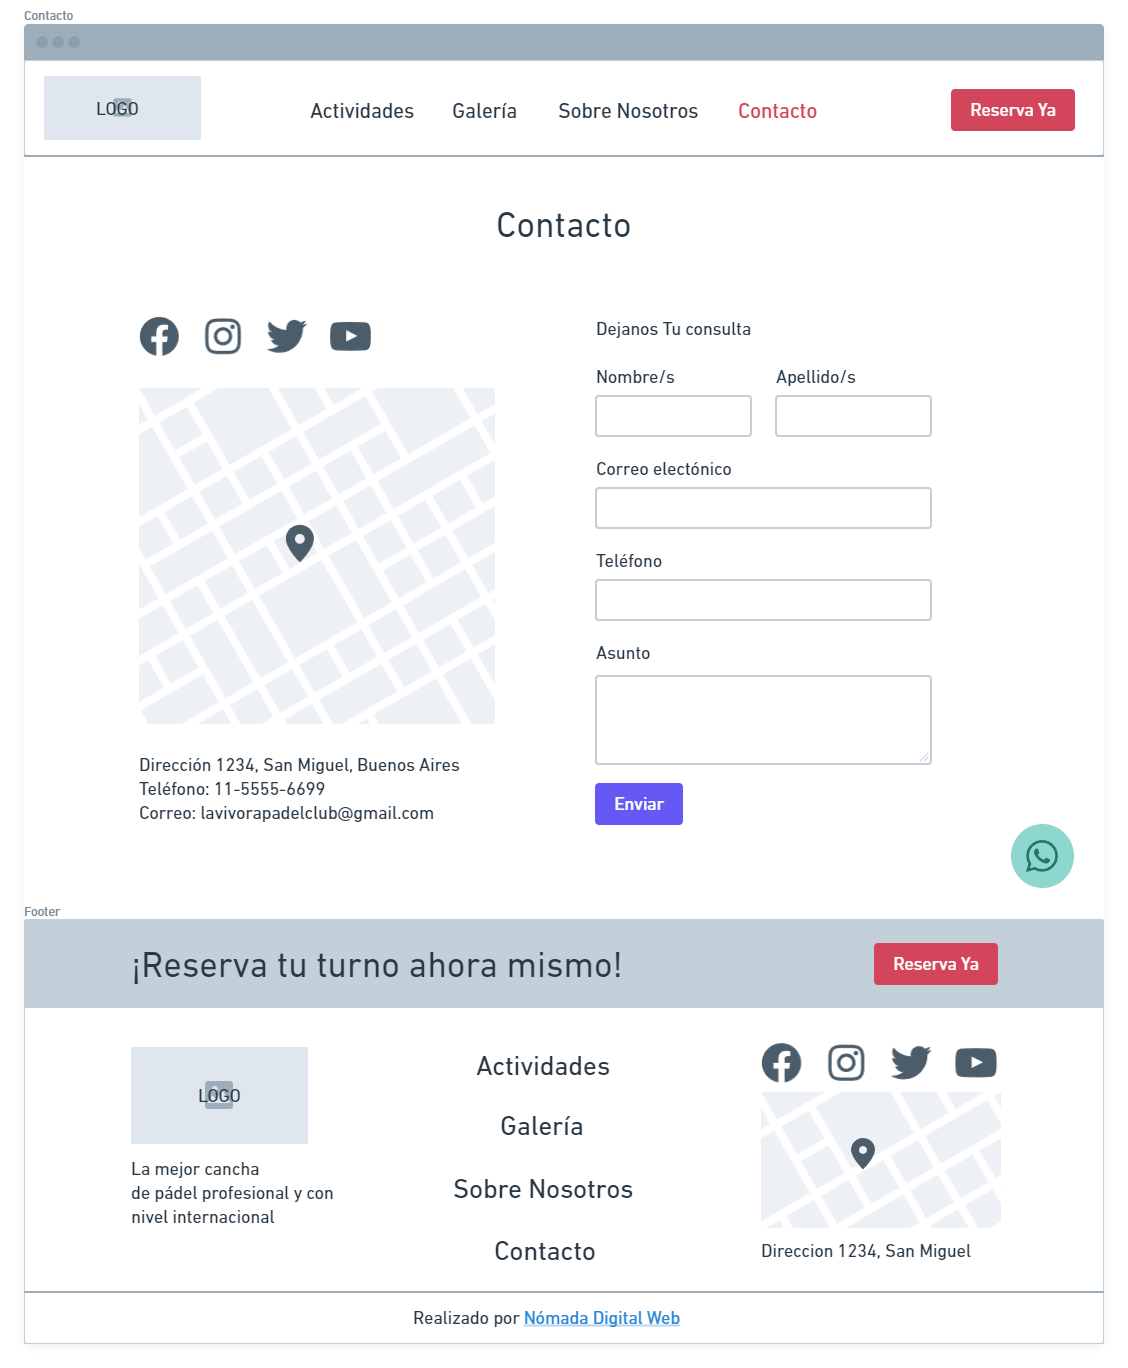 Contacto
LOGO
Actividades
Galería
Sobre Nosotros
Contacto
Reserva Ya
Contacto
Dejanos Tu consulta
Nombre/s
Apellido/s
Correo electónico
Teléfono
Asunto
Enviar
Dirección 1234, San Miguel, Buenos Aires
Teléfono: 11-5555-6699
Correo: lavivorapadelclub@gmail.com
Footer
¡Reserva tu turno ahora mismo!
Reserva Ya
LOGO
La mejor cancha
de pádel profesional y con
nivel internacional
Actividades
Galería
Sobre Nosotros
Contacto
Direccion 1234, San Miguel
Realizado por Nómada Digital Web